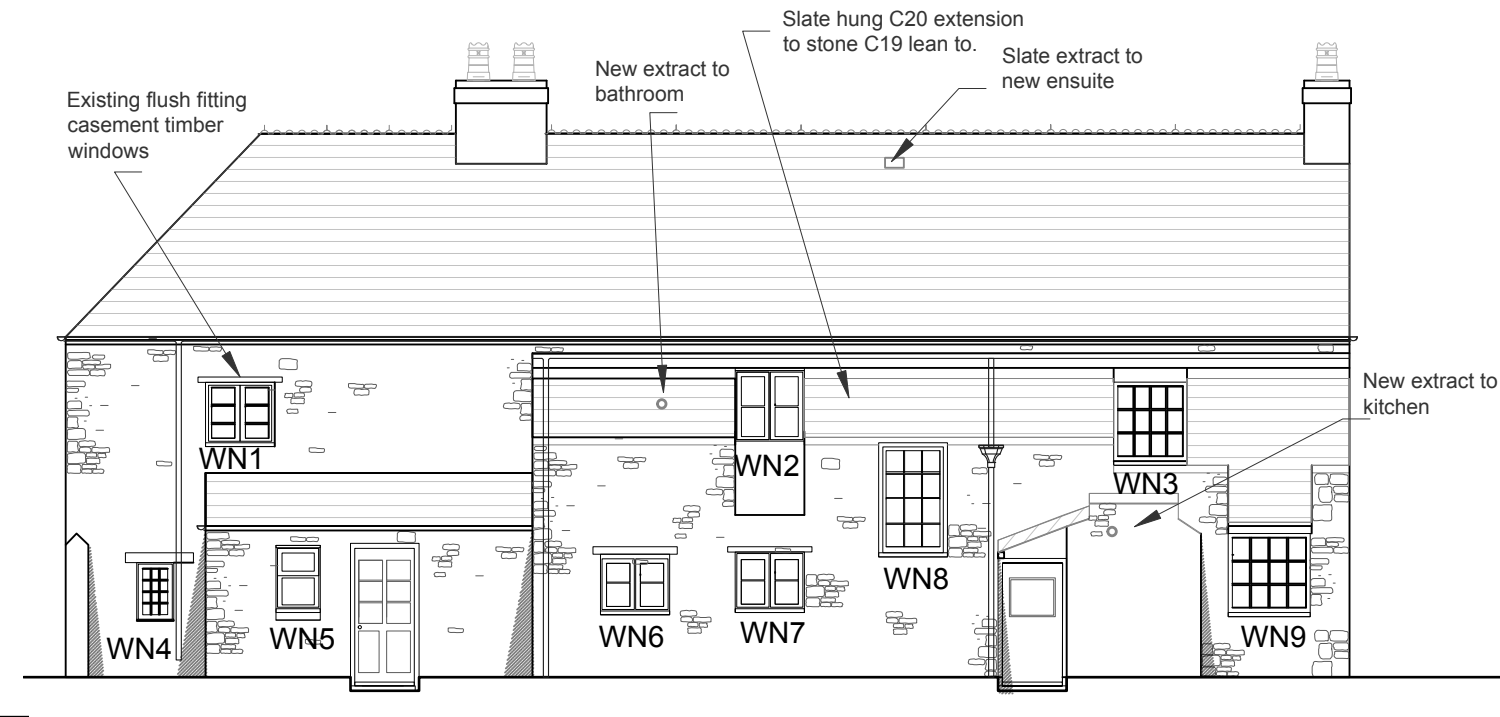 Slate hung C20 extension
to stone C19 lean to.
Slate extract to
new ensuite
New extract to
bathroom
Existing flush fitting
casement timber
windows
New extract to
kitchen
WN1
WN2
WN3
WN4
WN5
WN6
WN7
WN8
WN9